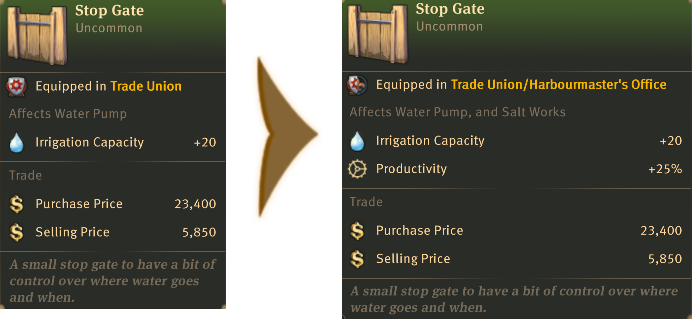 Stop Gate
Uncommon
Equipped in Trade Union
Affects Water Pump
Irrigation Capacity +20
Trade
Purchase Price 23,400
Selling Price 5,850
A small stop gate to have a bit of
control over where water goes
and when.
Stop Gate
Uncommon
Equipped in Trade Union/Harbourmaster's Office
Affects Water Pump, and Salt Works
Irrigation Capacity +20
Productivity +25%
Trade
Purchase Price 23,400
Selling Price 5,850
A small stop gate to have a bit of control over where
water goes and when.